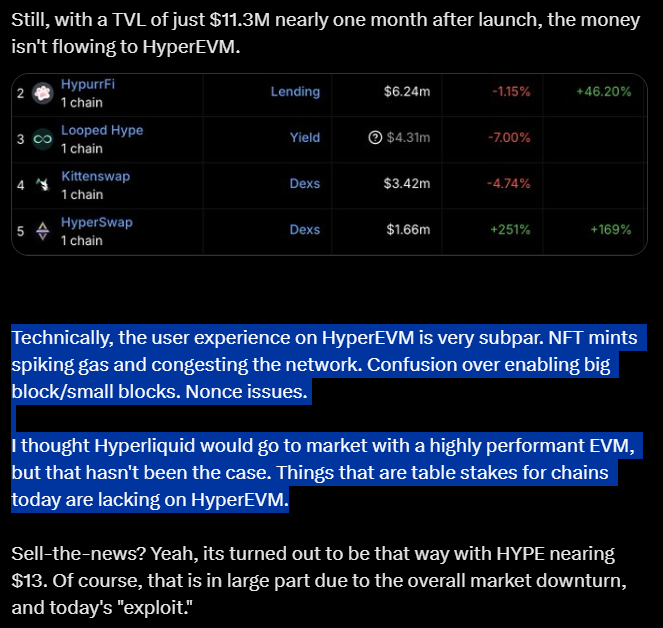 Still, with a TVL of just $11.3M nearly one month after launch, the money
isn't flowing to HyperEVM.
2 HypurrFi Lending $6.24m -1.15% +46.20%
1 chain
3 Looped Hype Yield ? $4.31m -7.00%
1 chain
4 Kittenswap Dexs $3.42m -4.74%
1 chain
5 HyperSwap Dexs $1.66m +251% +169%
1 chain
Technically, the user experience on HyperEVM is very subpar. NFT mints
spiking gas and congesting the network. Confusion over enabling big
block/small blocks. Nonce issues.
I thought Hyperliquid would go to market with a highly performant EVM,
but that hasn't been the case. Things that are table stakes for chains
today are lacking on HyperEVM.
Sell-the-news? Yeah, its turned out to be that way with HYPE nearing
$13. Of course, that is in large part due to the overall market downturn,
and today's "exploit."